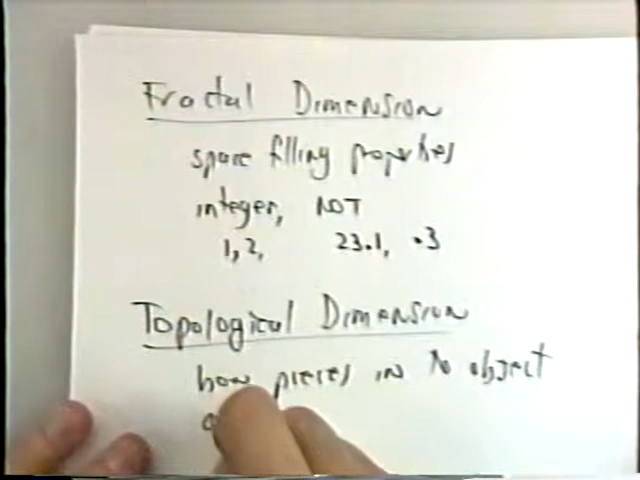 Fractal Dimension
space filling properties
integer, NOT
1, 2, 23.1, .3
Topological Dimension
how pieces in the object